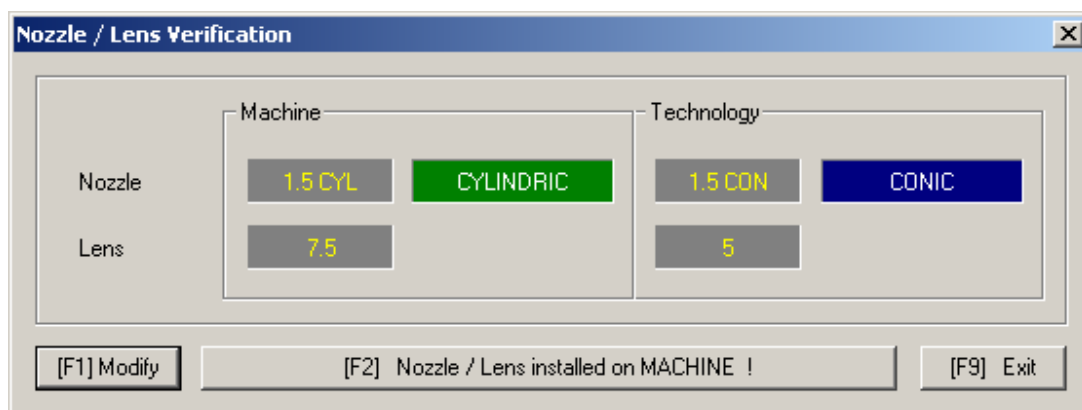 Nozzle / Lens Verification
Machine Technology
Nozzle 1.5 CYL CYLINDRIC 1.5 CON CONIC
Lens 7.5 5
[F1] Modify [F2] Nozzle / Lens installed on MACHINE ! [F9] Exit